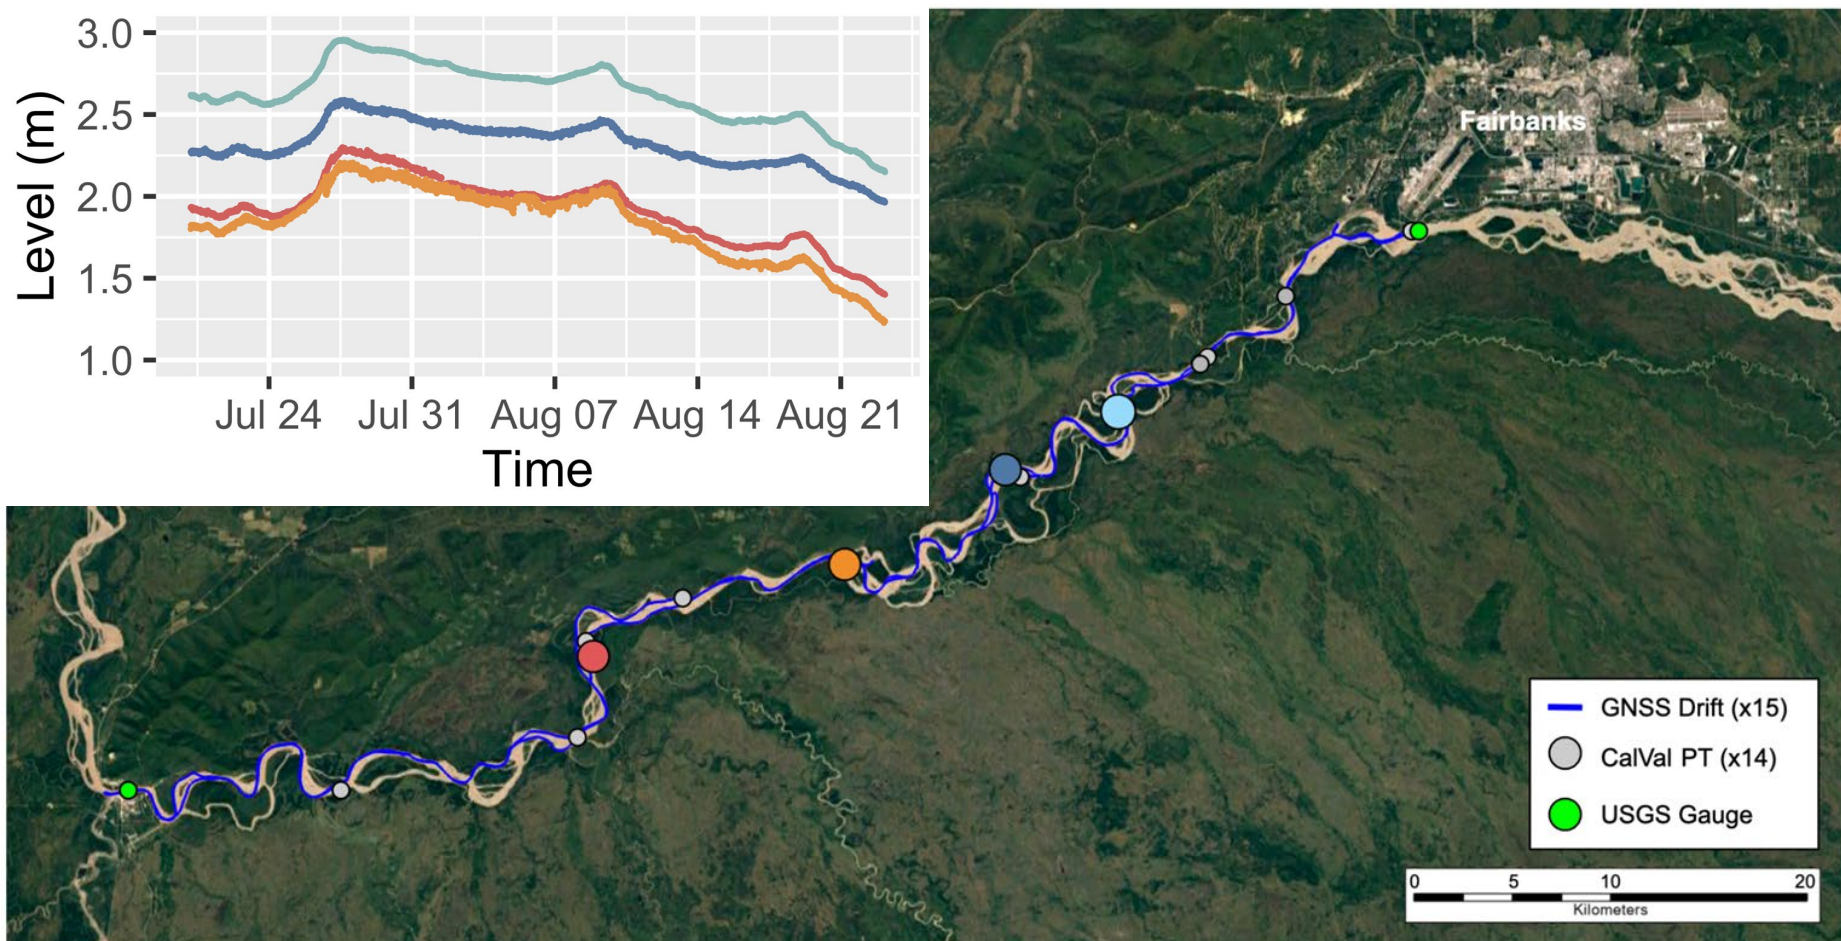 3.0
2.5
2.0
1.5
1.0
Level (m)
Jul 24 Jul 31 Aug 07 Aug 14 Aug 21
Time
Fairbanks
GNSS Drift (x15)
CalVal PT (x14)
USGS Gauge
0 5 10 20
Kilometers